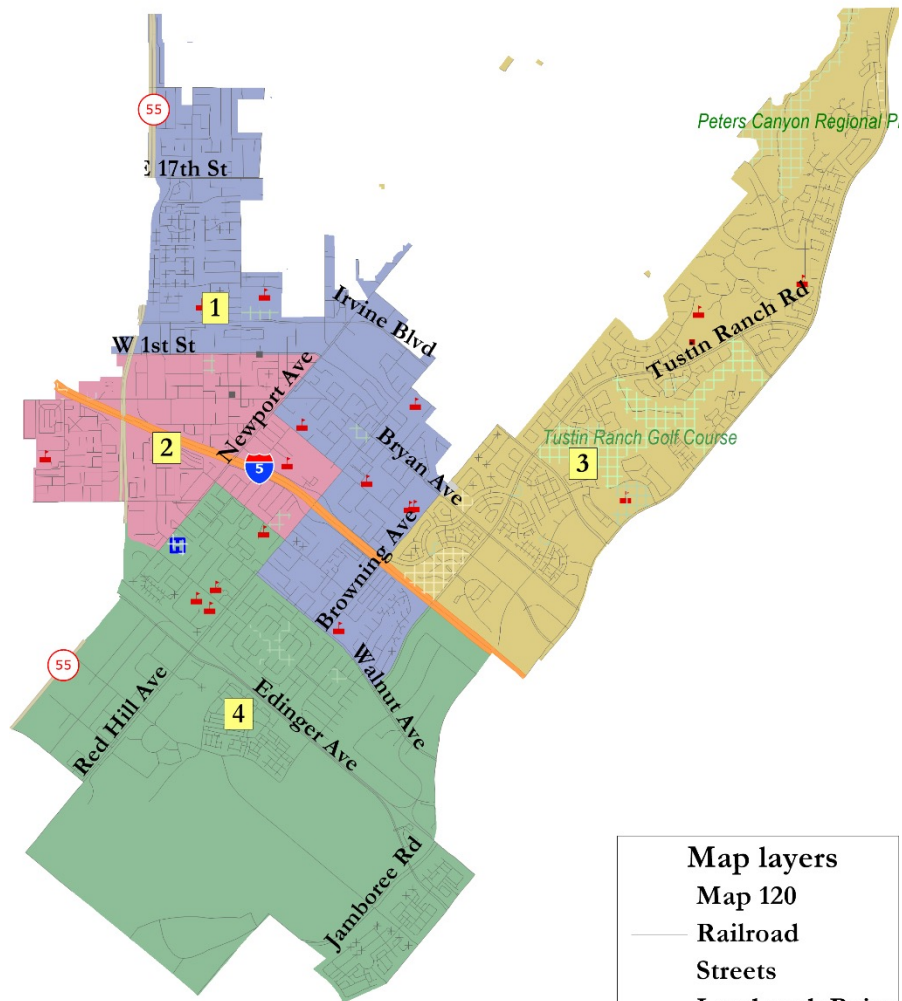 55
Peters Canyon Regional P
E 17th St
1
Irvine Blvd
Tustin Ranch Rd
W 1st St
Newport Ave
2
5
Bryan Ave
Tustin Ranch Golf Course
3
H
Browning Ave
55
Walnut Ave
Edinger Ave
Red Hill Ave
4
Jamboree Rd
Map layers
Map 120
Railroad
Streets